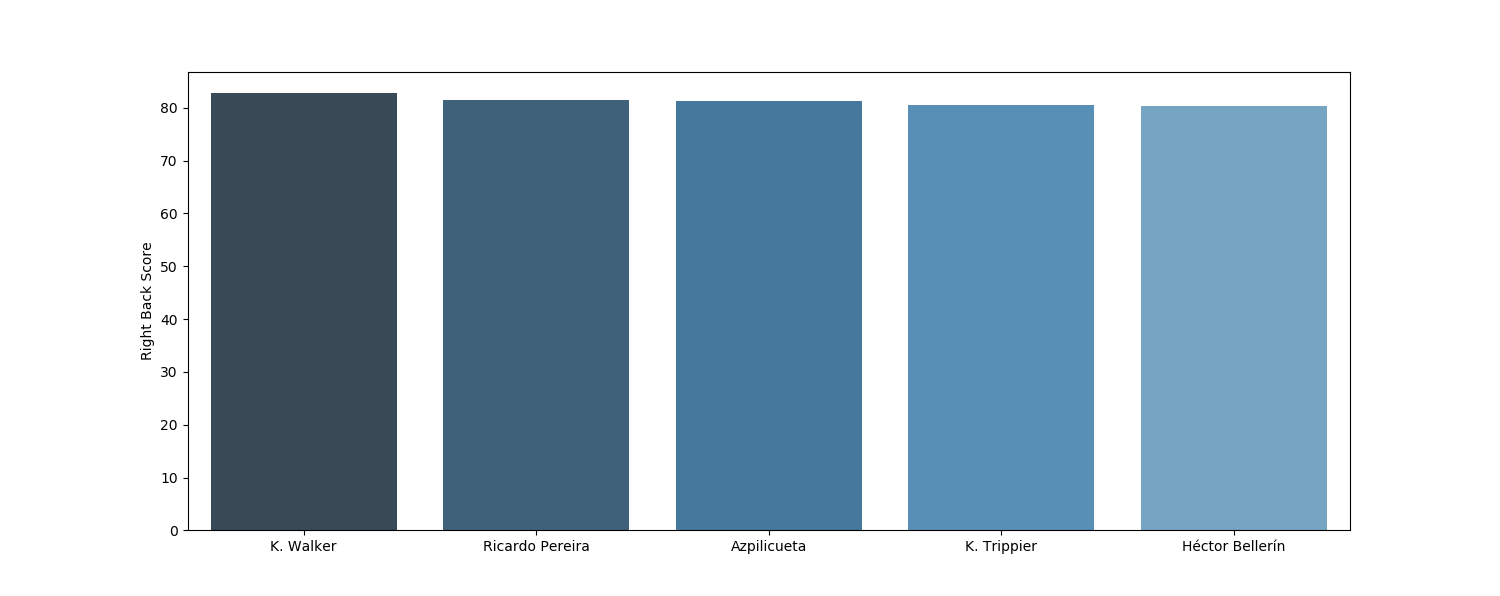 Right Back Score
80
70
60
50
40
30
20
10
0
K. Walker
Ricardo Pereira
Azpilicueta
K. Trippier
Héctor Bellerín